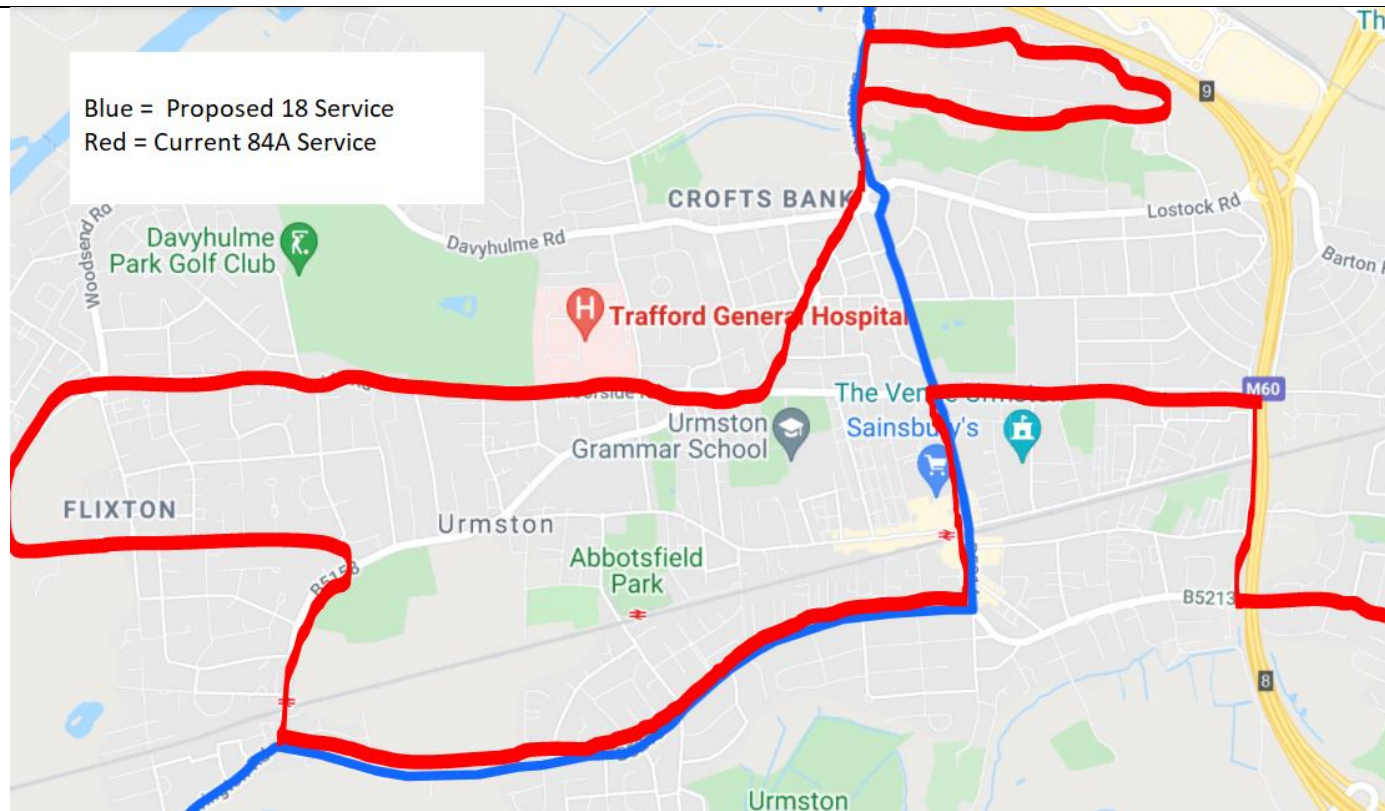 Th
9
Blue = Proposed 18 Service
Red = Current 84A Service
CROFTS BANK
Lostock Rd
Davyhulme Rd
Barton
Woodsend Rd
Davyhulme
Park Golf Club
H
Trafford General Hospital
M60
The Ven
Urmston
Sainsbury's
Urmston
Grammar School
FLIXTON
Urmston
B5158
Abbotsfield
Park
B5213
8
Urmston